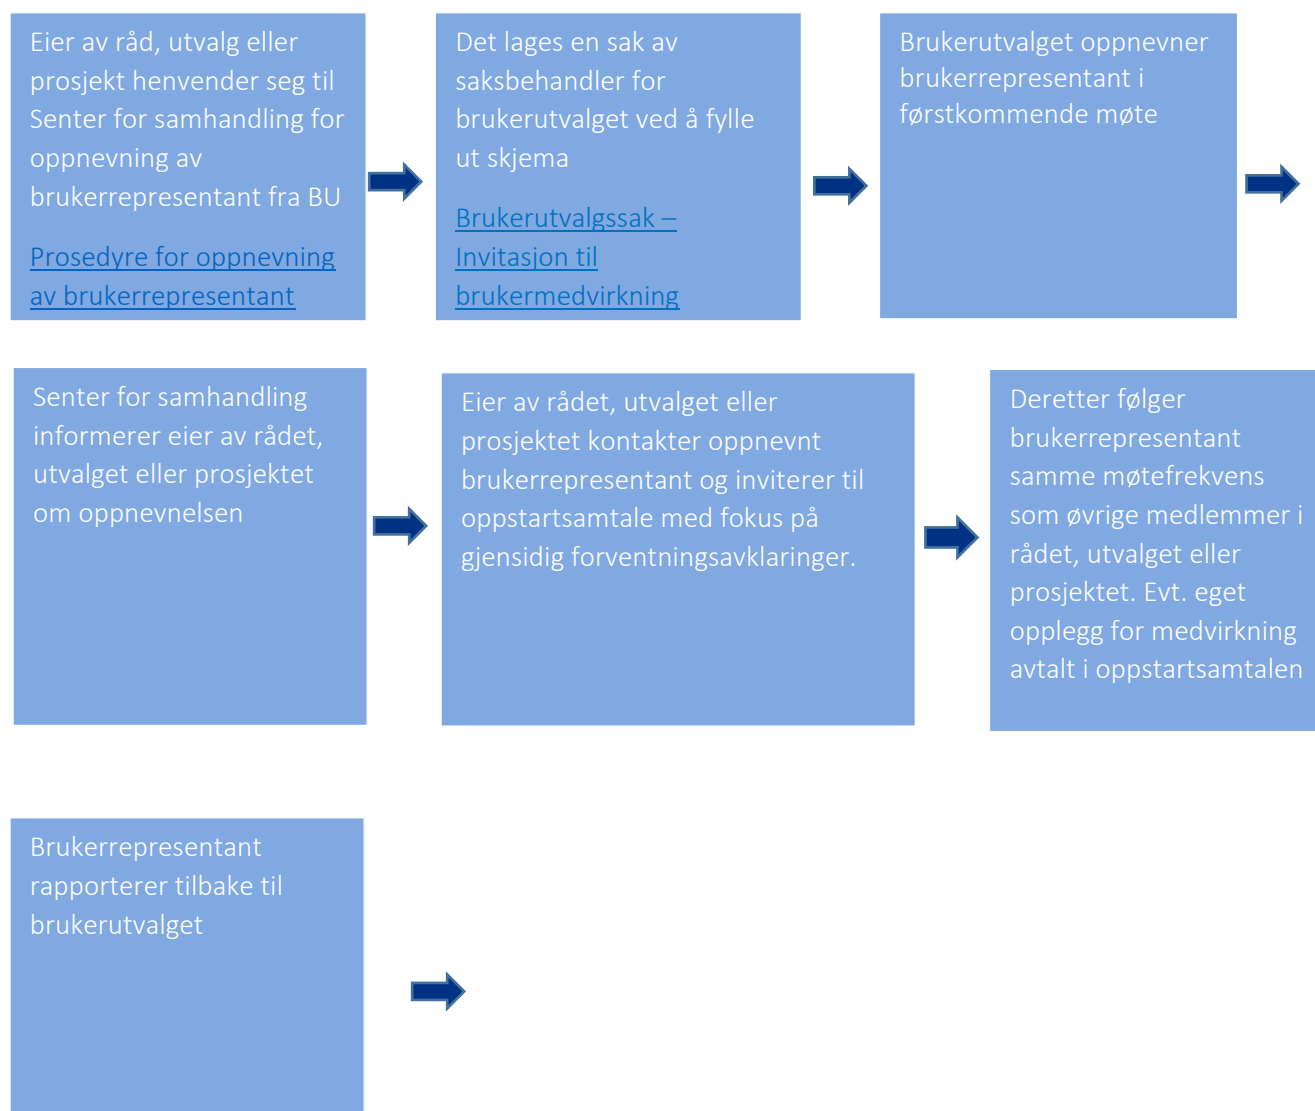 Eier av råd, utvalg eller
prosjekt henvender seg til
Senter for samhandling for
oppnevning av
brukerrepresentant fra BU
Prosedyre for oppnevning
av brukerrepresentant
Det lages en sak av
saksbehandler for
brukerutvalget ved å fylle
ut skjema
Brukerutvalgssak –
Invitasjon til
brukermedvirkning
Brukerutvalget oppnevner
brukerrepresentant i
førstkommende møte
Senter for samhandling
informerer eier av rådet,
utvalget eller prosjektet
om oppnevnelsen
Eier av rådet, utvalget eller
prosjektet kontakter oppnevnt
brukerrepresentant og inviterer til
oppstartsamtale med fokus på
gjensidig forventningsavklaringer.
Deretter følger
brukerrepresentant
samme møtefrekvens
som øvrige medlemmer i
rådet, utvalget eller
prosjektet. Evt. eget
opplegg for medvirkning
avtalt i oppstartsamtalen
Brukerrepresentant
rapporterer tilbake til
brukerutvalget